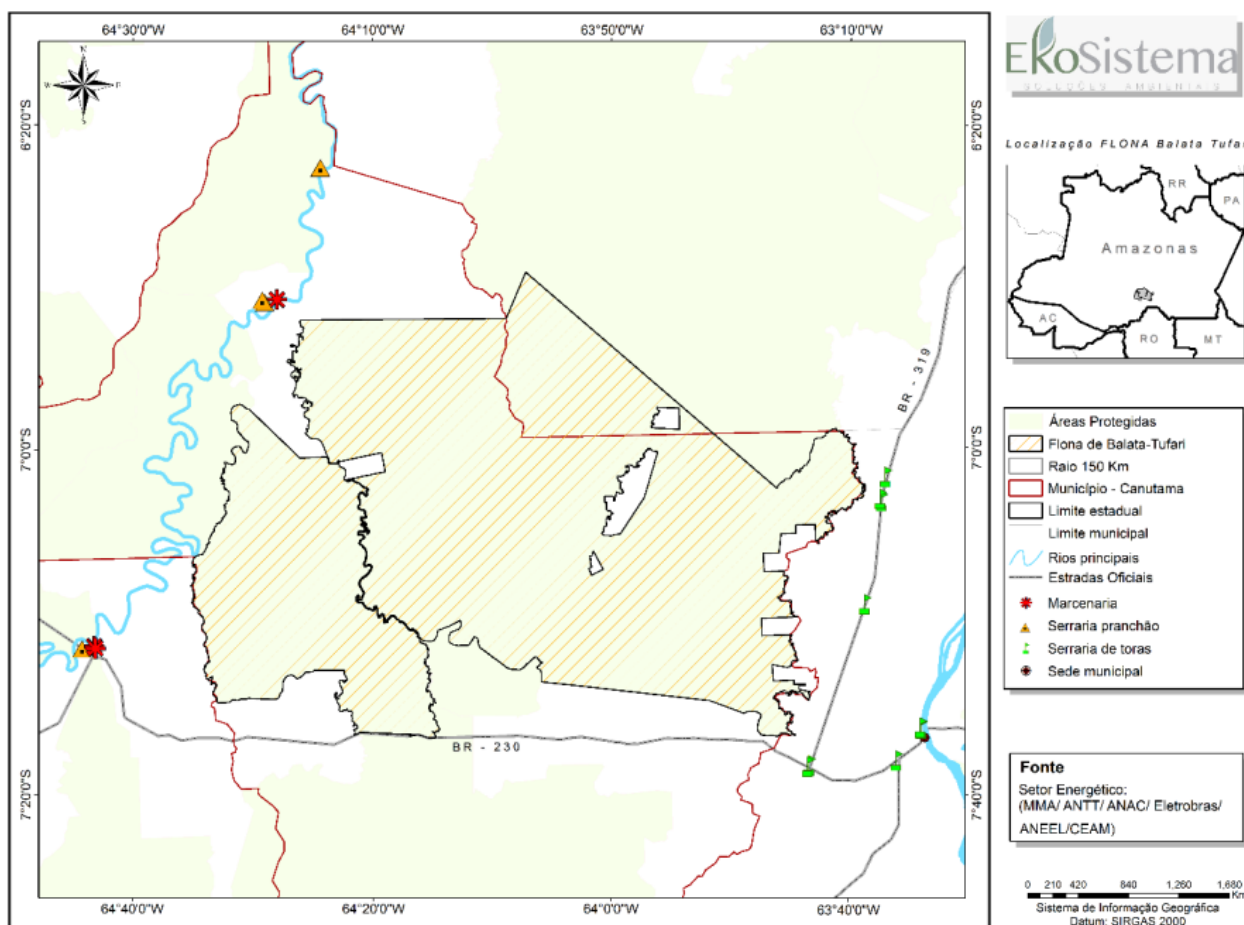 64°30'0"W 64°10'0"W 63°50'0"W 63°10'0"W
N
W
S
6°20'0"S
6°20'0"S
7°0'0"S
7°0'0"S
7°20'0"S
7°40'0"S
BR - 319
BR - 230
64°40'0"W 64°20'0"W 64°0'0"W 63°40'0"W
EkoSistema
SOLUÇÕES AMBIENTAIS
Localização FLONA Balata Tufari
RR
PA
Amazonas
AC
RO
MT
Áreas Protegidas
Flona de Balata-Tufari
Raio 150 Km
Município - Canutama
Limite estadual
Limite municipal
Rios principais
Estradas Oficiais
Marcenaria
Serraria pranchão
Serraria de toras
Sede municipal
Fonte
Setor Energético:
(MMA/ ANTT/ ANAC/ Eletrobras/
ANEEL/CEAM)
0 210 420 840 1,260 1,680
Km
Sistema de Informação Geográfica
Datum: SIRGAS 2000